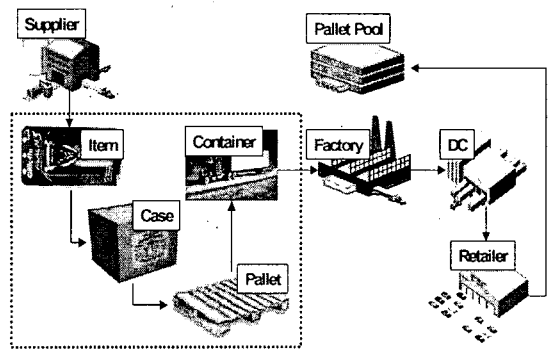 Supplier
Pallet Pool
Item
Container
Factory
DC
Case
Retailer
Pallet